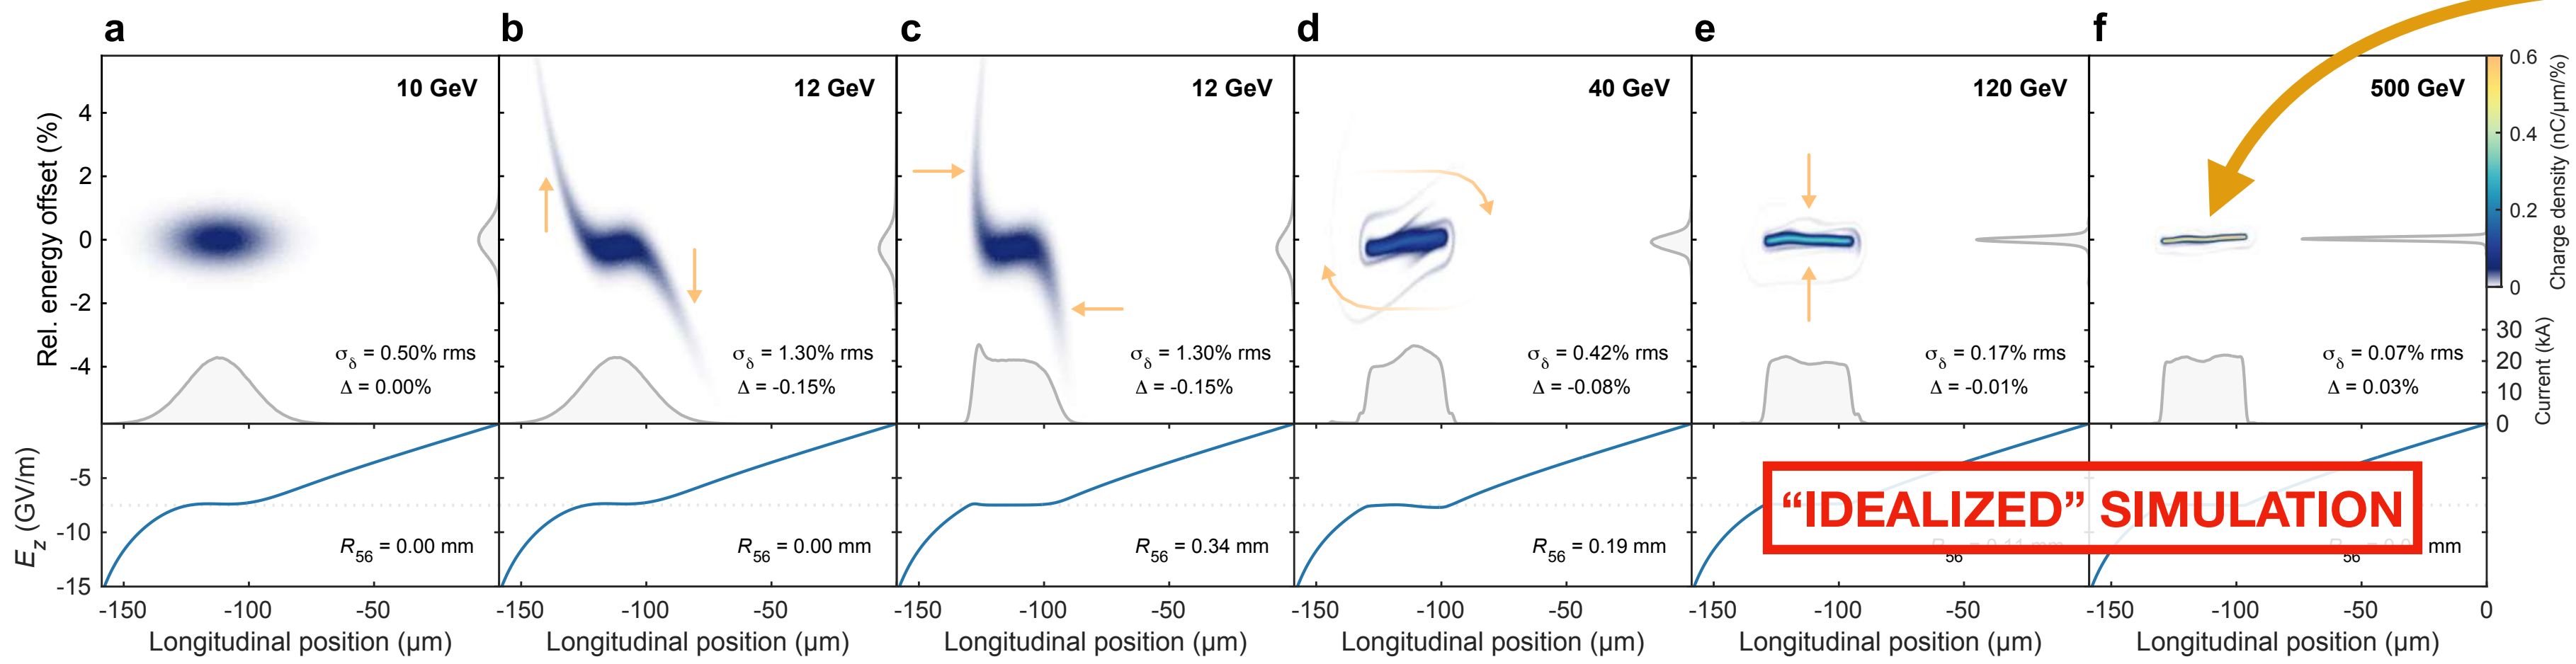 a b c d e f
10 GeV 12 GeV 12 GeV 40 GeV 120 GeV 500 GeV
Rel. energy offset (%)
4
2
0
-2
-4
σδ = 0.50% rms
Δ = 0.00%
σδ = 1.30% rms
Δ = -0.15%
σδ = 1.30% rms
Δ = -0.15%
σδ = 0.42% rms
Δ = -0.08%
σδ = 0.17% rms
Δ = -0.01%
σδ = 0.07% rms
Δ = 0.03%
0.6
0.4
0.2
0
Charge density (nC/μm/%)
30
20
10
0
Current (kA)
Ez (GV/m)
-5
-10
-15
R56 = 0.00 mm
R56 = 0.00 mm
R56 = 0.34 mm
R56 = 0.19 mm
“IDEALIZED” SIMULATION
56
56 mm
-150 -100 -50
-150 -100 -50
-150 -100 -50
-150 -100 -50
-150 -100 -50
-150 -100 -50 0
Longitudinal position (μm)
Longitudinal position (μm)
Longitudinal position (μm)
Longitudinal position (μm)
Longitudinal position (μm)
Longitudinal position (μm)